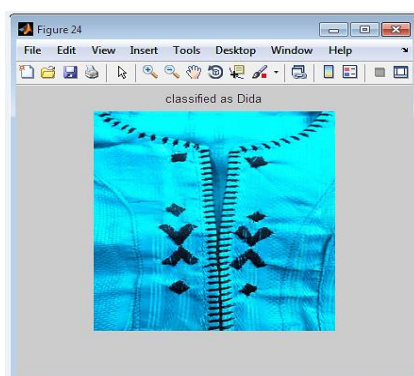 Figure 24
File Edit View Insert Tools Desktop Window Help
classified as Dida